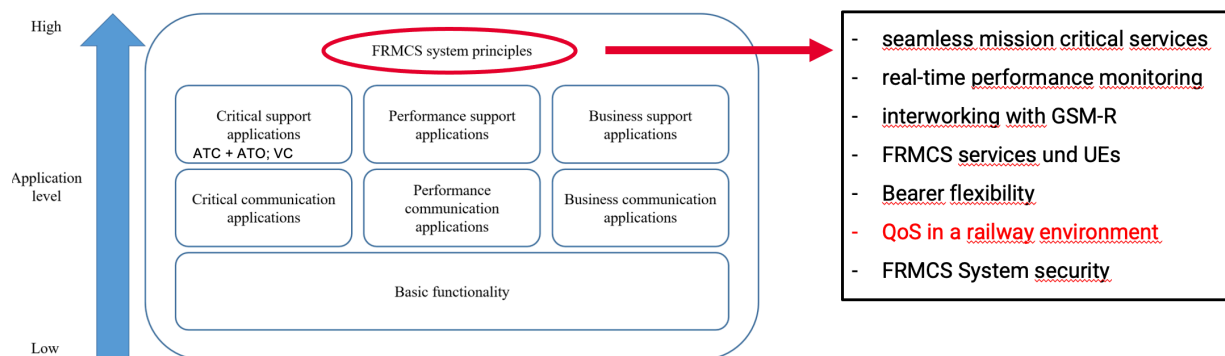 High
Application
level
Low
FRMCS system principles
Critical support
applications
ATC + ATO; VC
Performance support
applications
Business support
applications
Critical communication
applications
Performance
communication
applications
Business communication
applications
Basic functionality
- seamless mission critical services
- real-time performance monitoring
- interworking with GSM-R
- FRMCS services und UEs
- Bearer flexibility
- QoS in a railway environment
- FRMCS System security